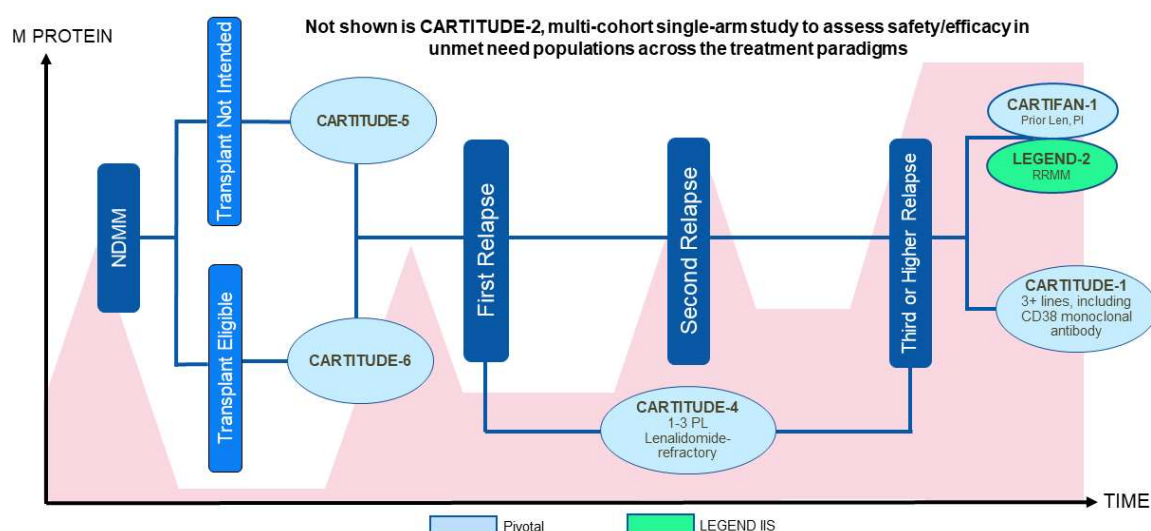 Not shown is CARTITUDE-2, multi-cohort single-arm study to assess safety/efficacy in
unmet need populations across the treatment paradigms
M PROTEIN
NDMM
Transplant Not Intended
Transplant Eligible
CARTITUDE-5
CARTITUDE-6
First Relapse
Second Relapse
CARTITUDE-4
1-3 PL
Lenalidomide-
refractory
Third or Higher Relapse
CARTIFAN-1
Prior Len, PI
LEGEND-2
RRMM
CARTITUDE-1
3+ lines, including
CD38 monoclonal
antibody
TIME
Pivotal
LEGEND IIS